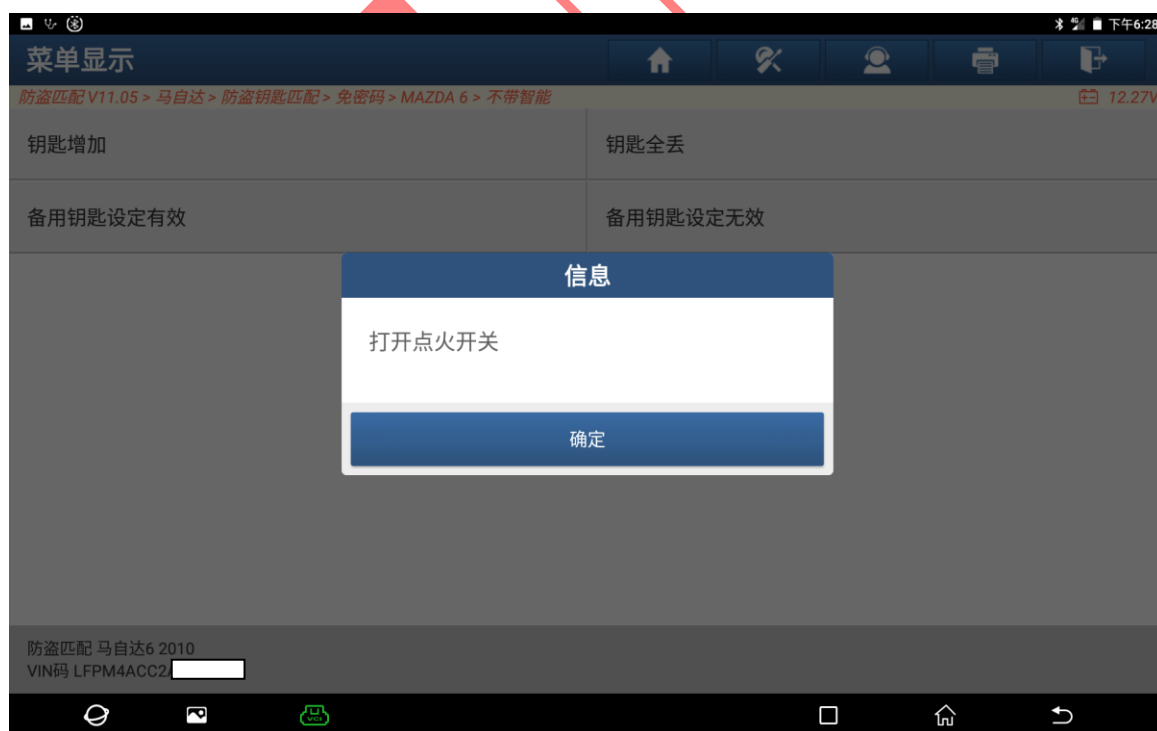 下午6:28
菜单显示
防盗匹配 V11.05 > 马自达 > 防盗钥匙匹配 > 免密码 > MAZDA 6 > 不带智能
12.27V
钥匙增加
钥匙全丢
备用钥匙设定有效
备用钥匙设定无效
信息
打开点火开关
确定
防盗匹配 马自达6 2010
VIN码 LFPM4ACC2
VCI